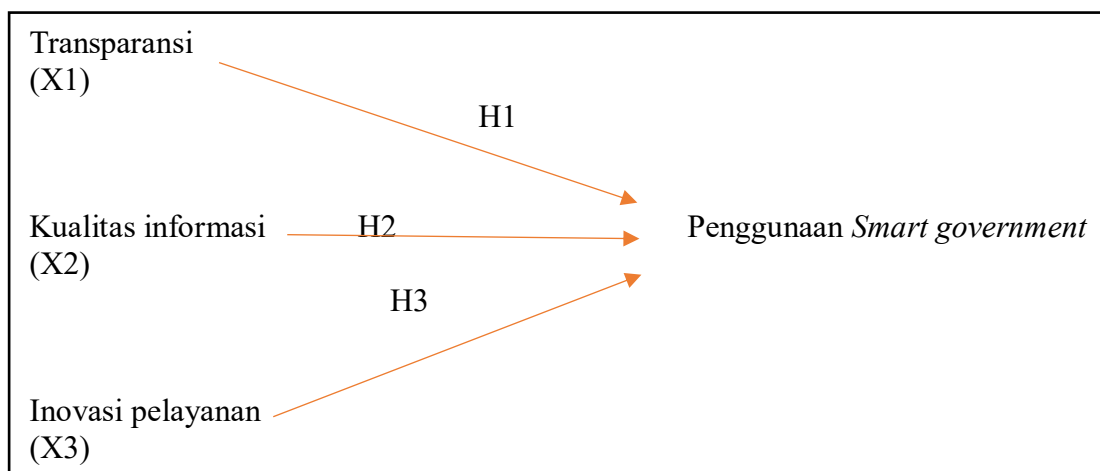 Transparansi
(X1)
H1
Kualitas informasi
(X2)
H2
Penggunaan Smart government
H3
Inovasi pelayanan
(X3)